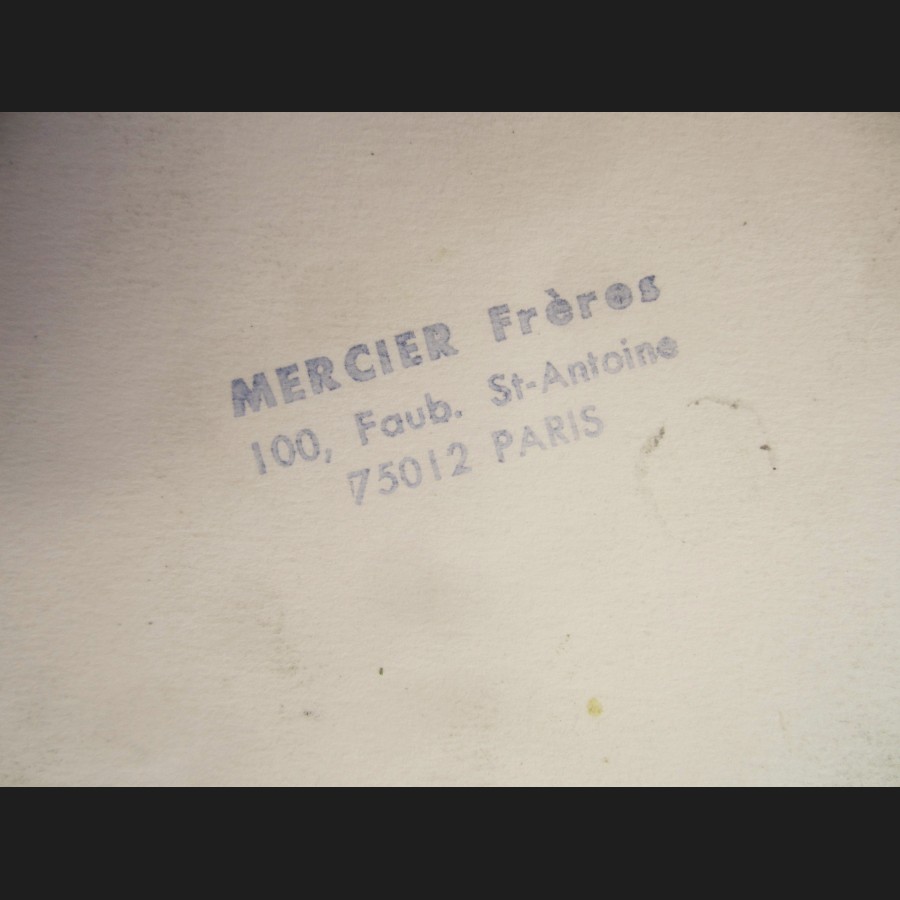 MERCIER Frères
100, Faub. St-Antoine
75012 PARIS